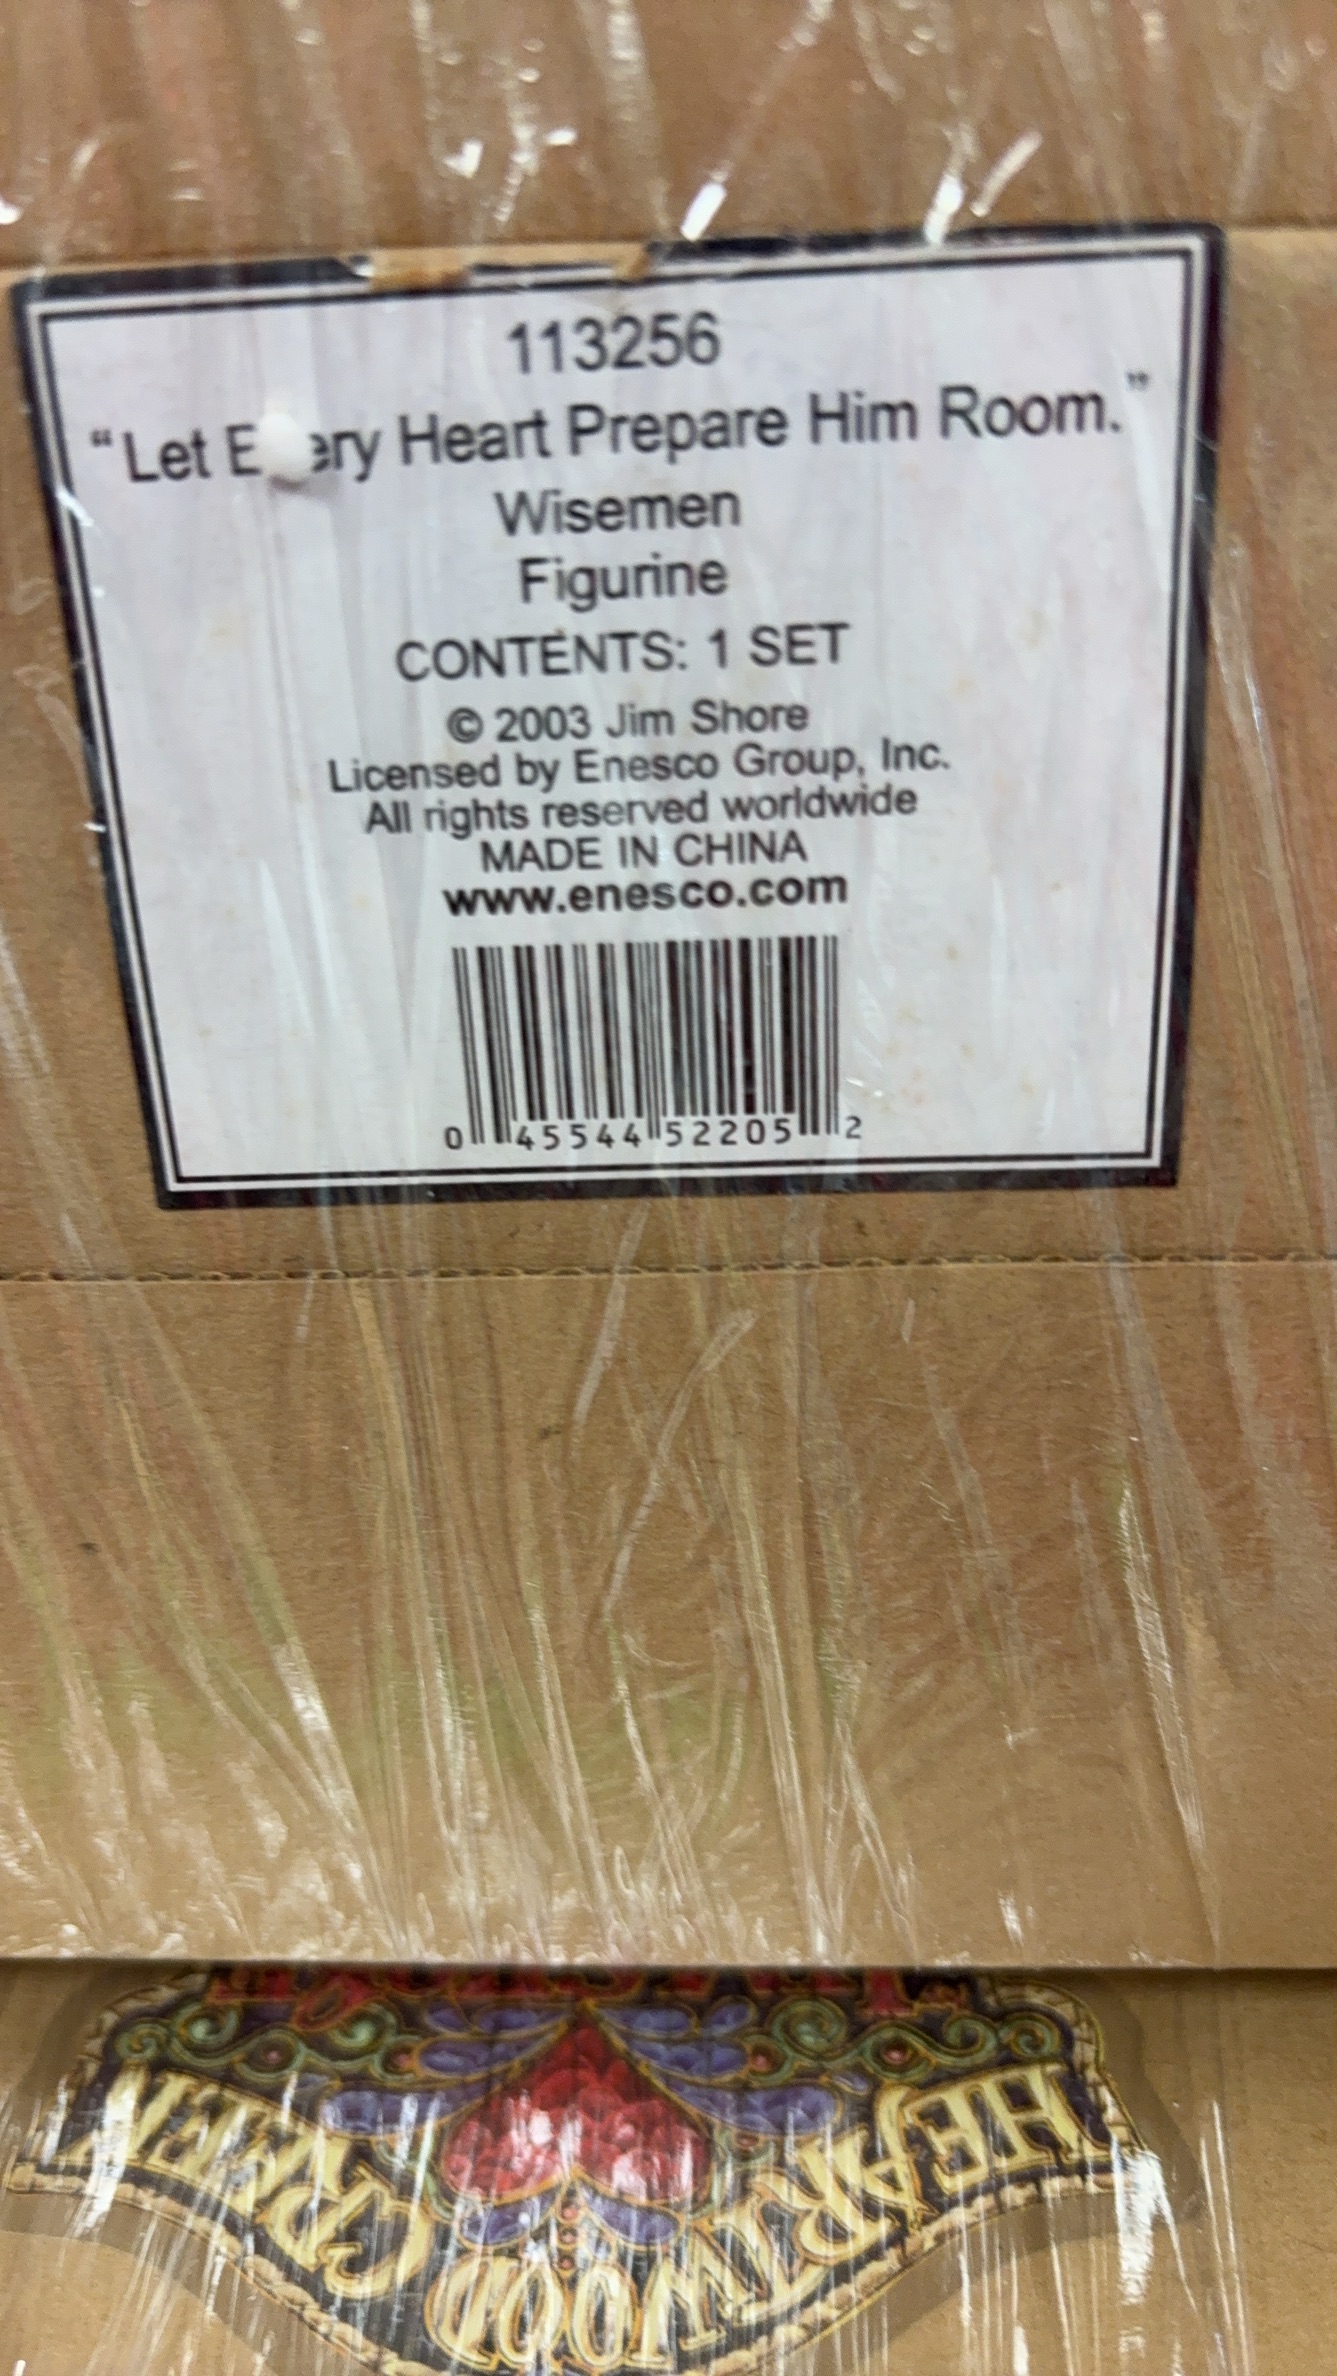 113256
“Let Every Heart Prepare Him Room.”
Wisemen
Figurine
CONTENTS: 1 SET
© 2003 Jim Shore
Licensed by Enesco Group, Inc.
All rights reserved worldwide
MADE IN CHINA
www.enesco.com
0 45544 52205 2
HEARTWOOD CREEK